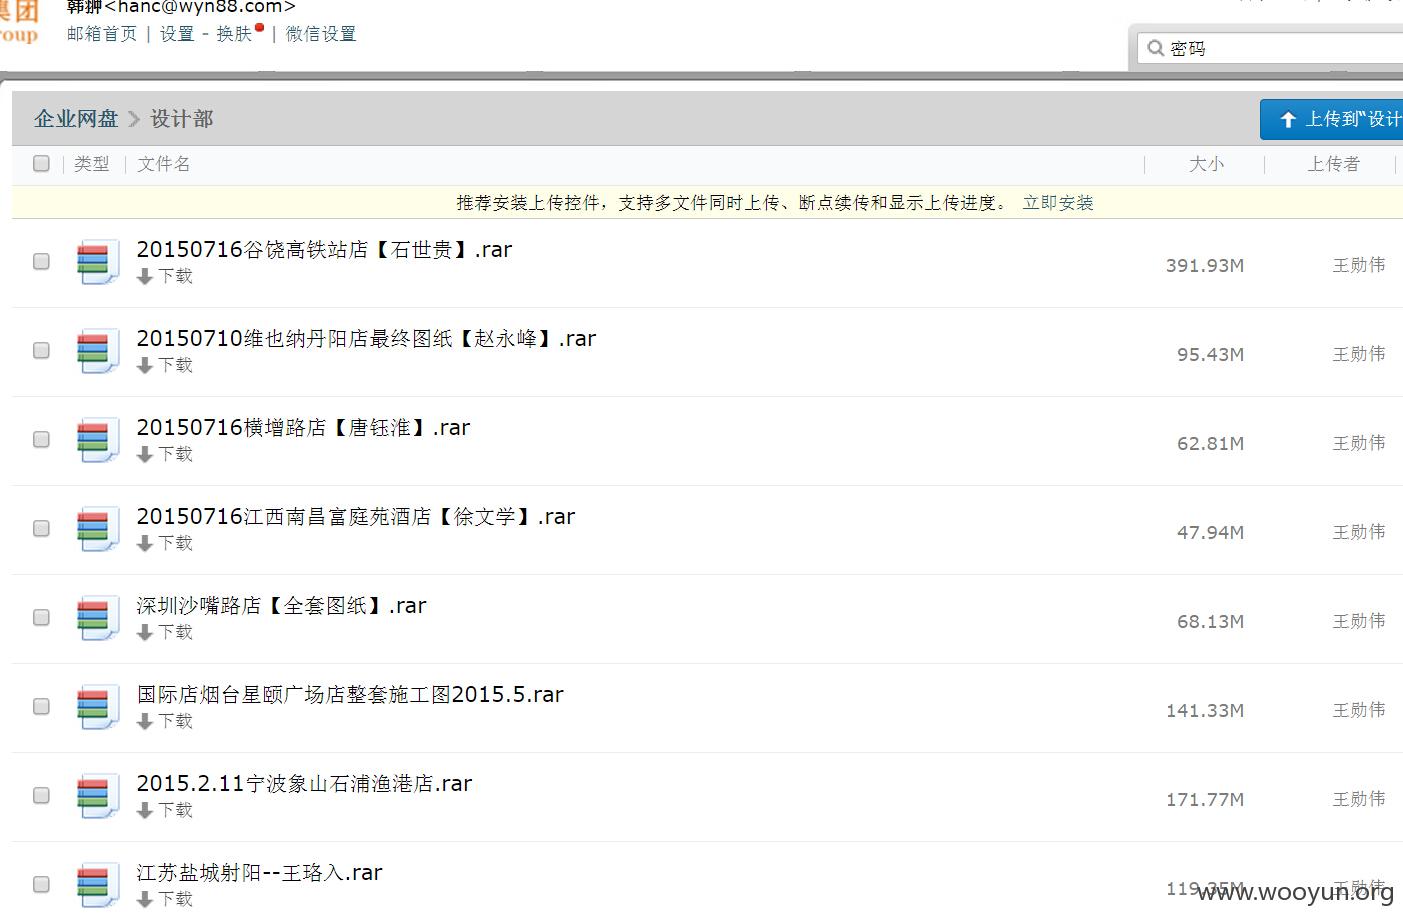 集团
roup
韩翀<hanc@wyn88.com>
邮箱首页 | 设置 - 换肤 | 微信设置
密码
企业网盘 设计部
上传到“设计
类型 文件名 大小 上传者
推荐安装上传控件，支持多文件同时上传、断点续传和显示上传进度。 立即安装
20150716谷饶高铁站店【石世贵】.rar
下载
391.93M 王勋伟
20150710维也纳丹阳店最终图纸【赵永峰】.rar
下载
95.43M 王勋伟
20150716横增路店【唐钰淮】.rar
下载
62.81M 王勋伟
20150716江西南昌富庭苑酒店【徐文学】.rar
下载
47.94M 王勋伟
深圳沙嘴路店【全套图纸】.rar
下载
68.13M 王勋伟
国际店烟台星颐广场店整套施工图2015.5.rar
下载
141.33M 王勋伟
2015.2.11宁波象山石浦渔港店.rar
下载
171.77M 王勋伟
江苏盐城射阳--王珞入.rar
下载
119.35M 王勋伟
www.wooyun.org